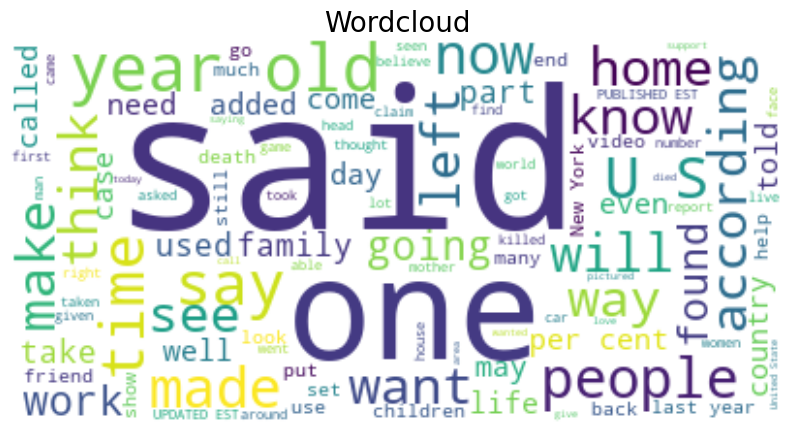 Wordcloud
came
called
year old
go
much
seen
believe
now
end
support
home
PUBLISHED EST
according
face
told
need
added
come
part
claim
find
know
video
number
first
think
case
said
saying
game
head
thought
death
day
left
world
New York
u s
man
today
asked
still
took
lot
got
died
even
report
live
make
time
used
family
going
killed
many
will
found
help
right
say
call
able
mother
pictured
way
country
taken
given
see
one
car
love
take
well
look
went
house
area
wanted
per cent
women
United State
friend
show
made
put
want
may
people
work
set
life
UPDATED EST
around
use
children
give
back
last year